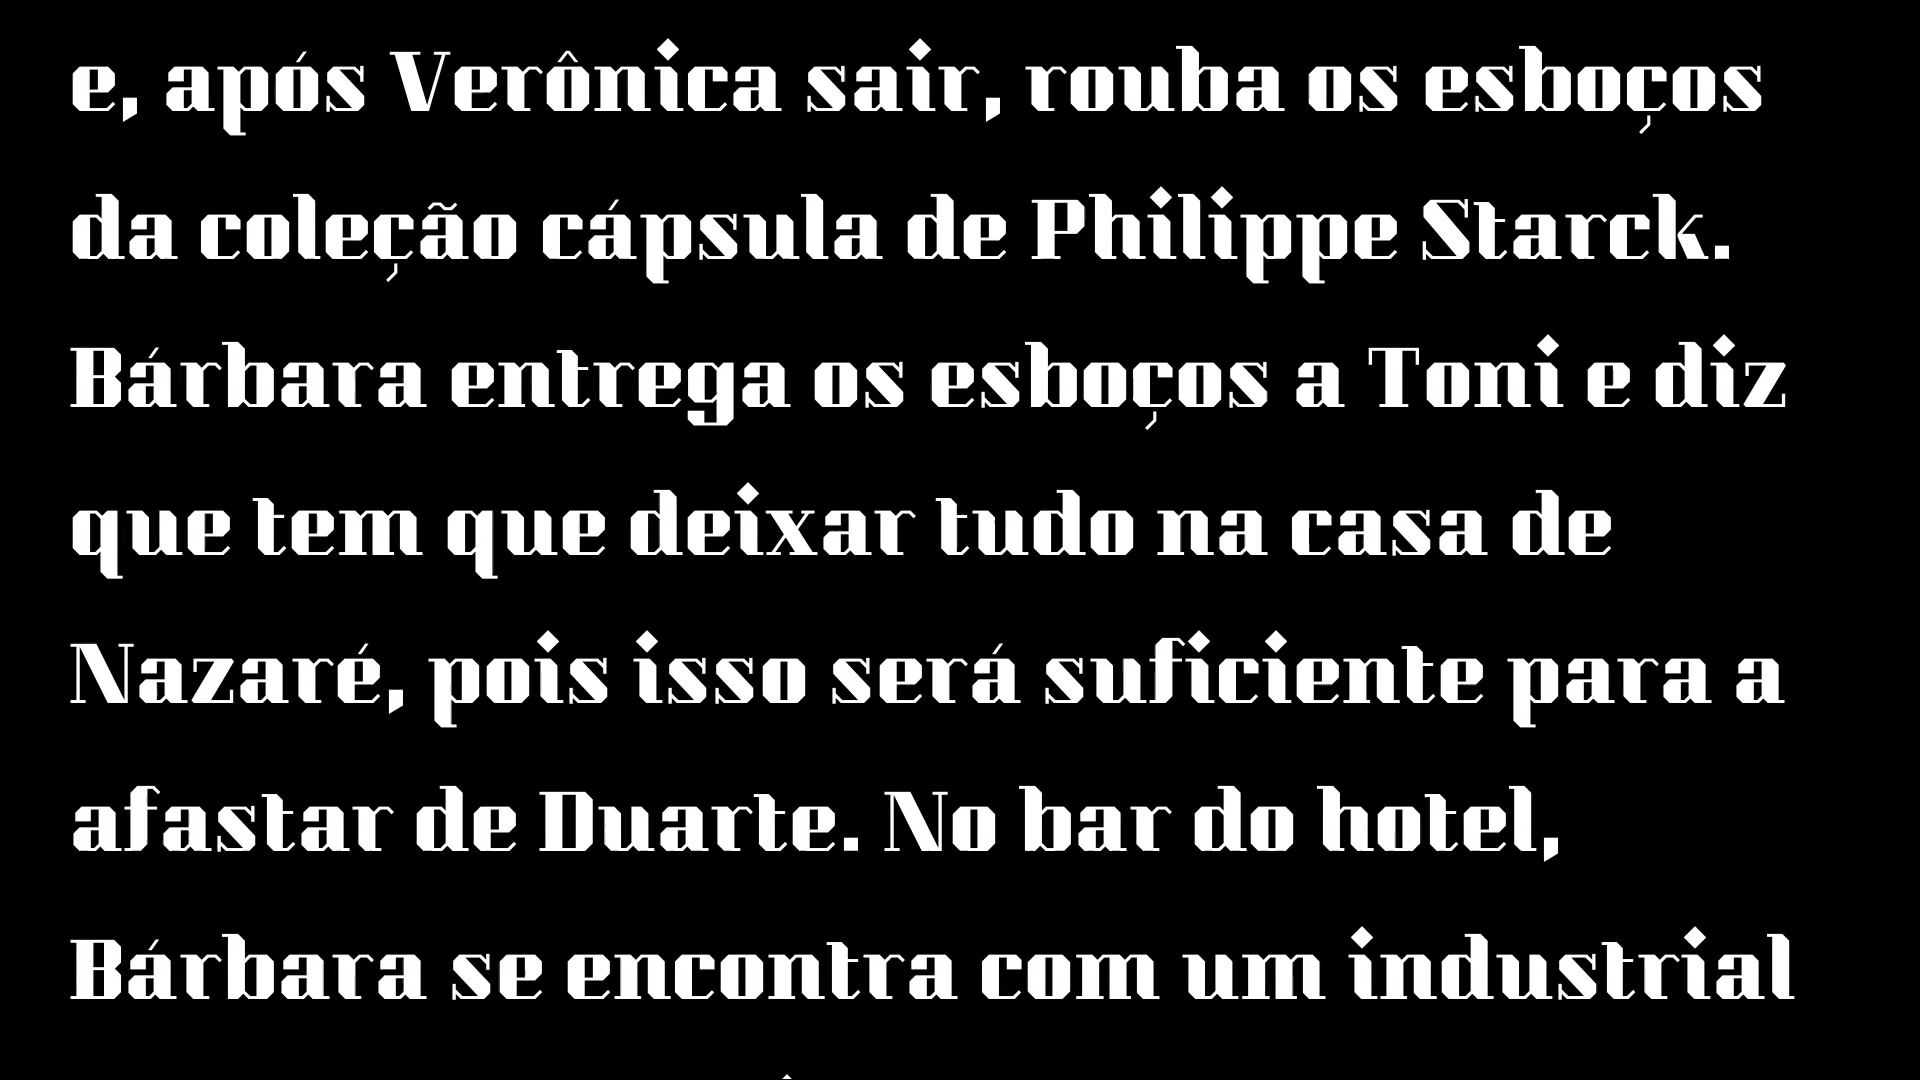 e, após Verônica sair, rouba os esboços
da coleção cápsula de Philippe Starck.
Bárbara entrega os esboços a Toni e diz
que tem que deixar tudo na casa de
Nazaré, pois isso será suficiente para a
afastar de Duarte. No bar do hotel,
Bárbara se encontra com um industrial